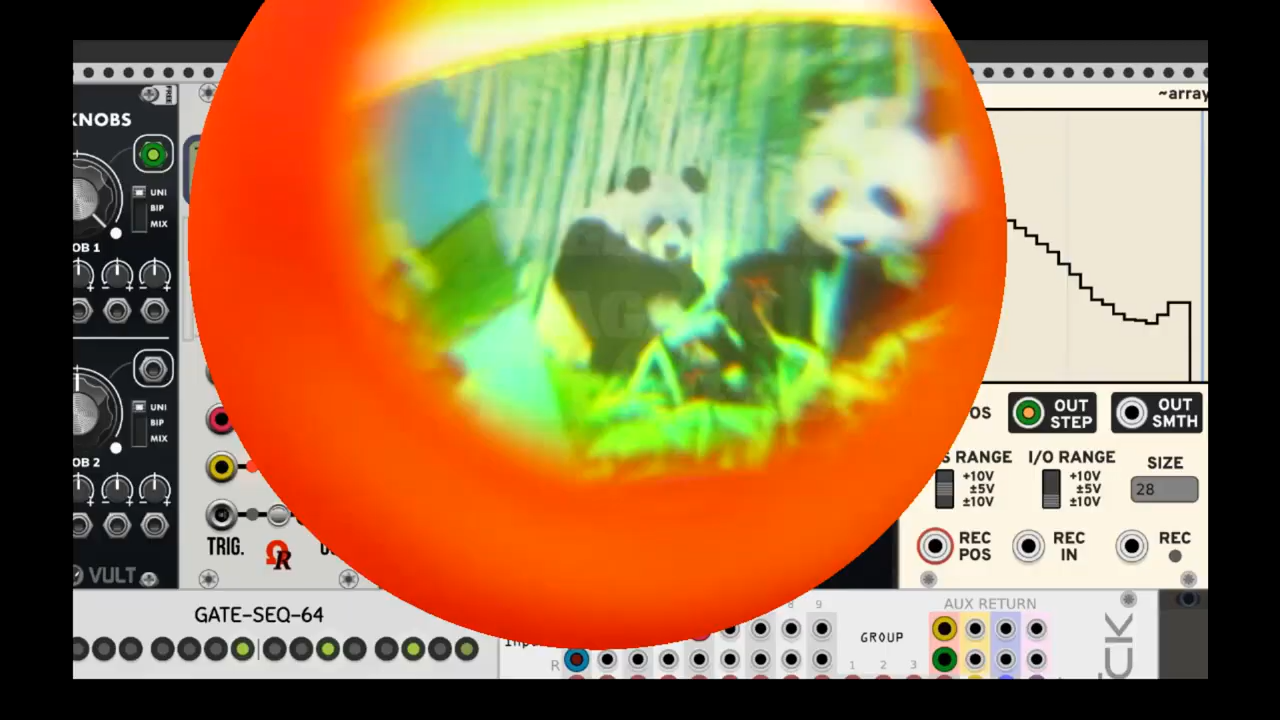 ~array
KNOBS
FREE
UNI
BIP
MIX
OB 1
OUT
STEP
OUT
SMTH
OS
UNI
BIP
MIX
S RANGE
I/O RANGE
SIZE
+10V
±5V
±10V
+10V
±5V
±10V
28
OB 2
REC
POS
REC
IN
REC
TRIG.
R
VULT
GATE-SEQ-64
8
9
AUX RETURN
GROUP
R
1
2
3